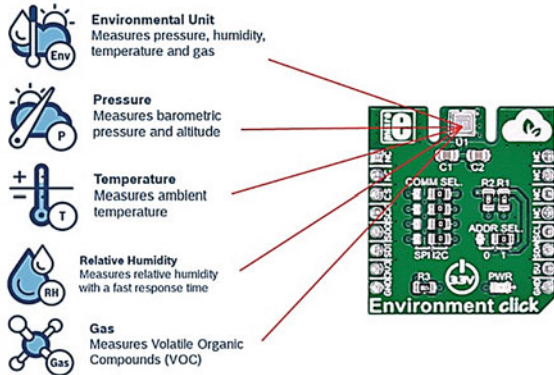 Environmental Unit
Measures pressure, humidity,
temperature and gas
Env
Pressure
Measures barometric
pressure and altitude
P
Temperature
Measures ambient
temperature
T
Relative Humidity
Measures relative humidity
with a fast response time
RH
Gas
Measures Volatile Organic
Compounds (VOC)
Gas
U1
C1 C2
COMM SEL.
R2 R1
ADDR SEL.
0 1
SPI I2C
R3
3.3V
PWR
Environment click